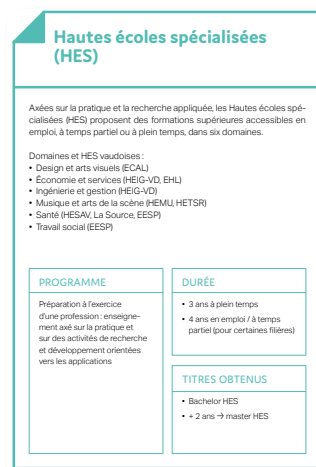 Hautes écoles spécialisées
(HES)
Axées sur la pratique et la recherche appliquée, les Hautes écoles spé-
cialisées (HES) proposent des formations supérieures accessibles en
emploi, à temps partiel ou à plein temps, dans six domaines.
Domaines et HES vaudoises :
• Design et arts visuels (ECAL)
• Économie et services (HEIG-VD, EHL)
• Ingénierie et gestion (HEIG-VD)
• Musique et arts de la scène (HEMU, HETSR)
• Santé (HESAV, La Source, EESP)
• Travail social (EESP)
PROGRAMME
Préparation à l'exercice
d'une profession : enseigne-
ment axé sur la pratique et
sur des activités de recherche
et développement orientées
vers les applications
DURÉE
• 3 ans à plein temps
• 4 ans en emploi / à temps
partiel (pour certaines filières)
TITRES OBTENUS
• Bachelor HES
• + 2 ans → master HES